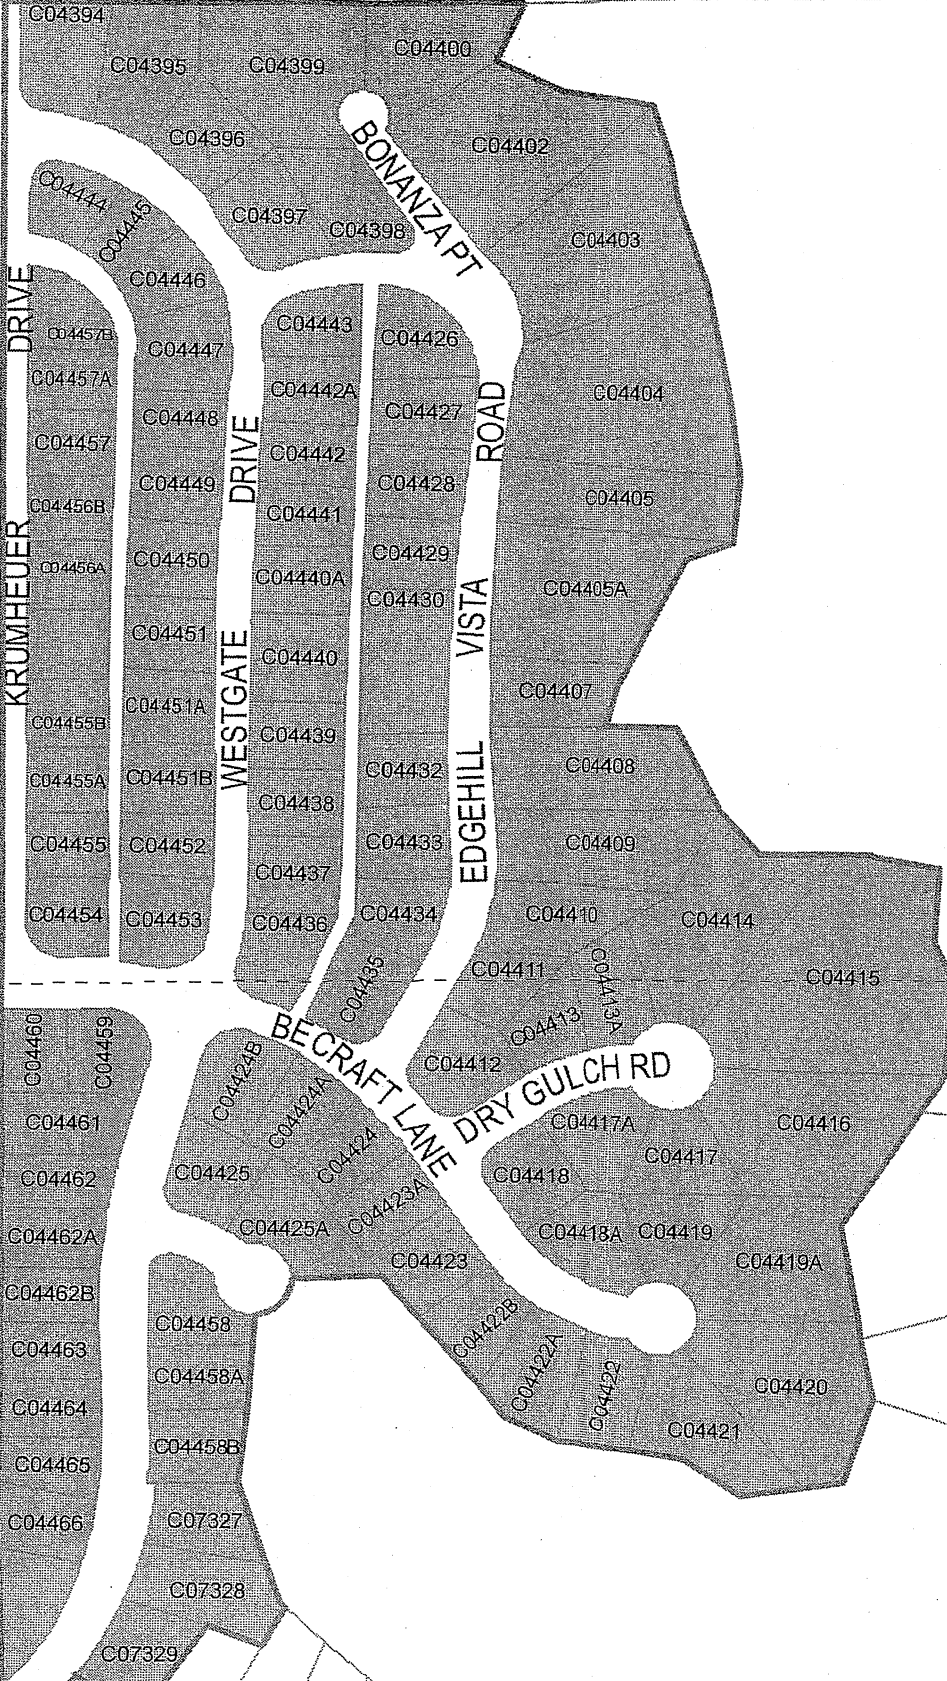 C04394
C04395
C04399
C04400
C04396
C04402
BONANZA PT
C04444
C04445
C04397
C04398
C04403
C04446
KRUMHEUER DRIVE
C04457B
C04447
C04443
C04426
C04457A
C04442A
C04427
C04404
C04448
WESTGATE DRIVE
EDGEHILL VISTA ROAD
C04457
C04442
C04449
C04428
C04405
C04456B
C04441
C04450
C04429
C04456A
C04440A
C04430
C04405A
C04451
C04440
C04407
C04451A
C04455B
C04439
C04432
C04408
C04455A
C04451B
C04438
C04455
C04452
C04433
C04409
C04437
C04454
C04453
C04436
C04434
C04410
C04414
C04435
C04411
C04413A
C04415
C04460
C04459
BECRAFT LANE
C04413
C04424B
C04412
DRY GULCH RD
C04461
C04424A
C04417A
C04416
C04424
C04417
C04462
C04425
C04418
C04423A
C04462A
C04425A
C04418A
C04419
C04423
C04419A
C04462B
C04458
C04422B
C04463
C04422A
C04458A
C04422
C04420
C04464
C04421
C04458B
C04465
C04466
C07327
C07328
C07329